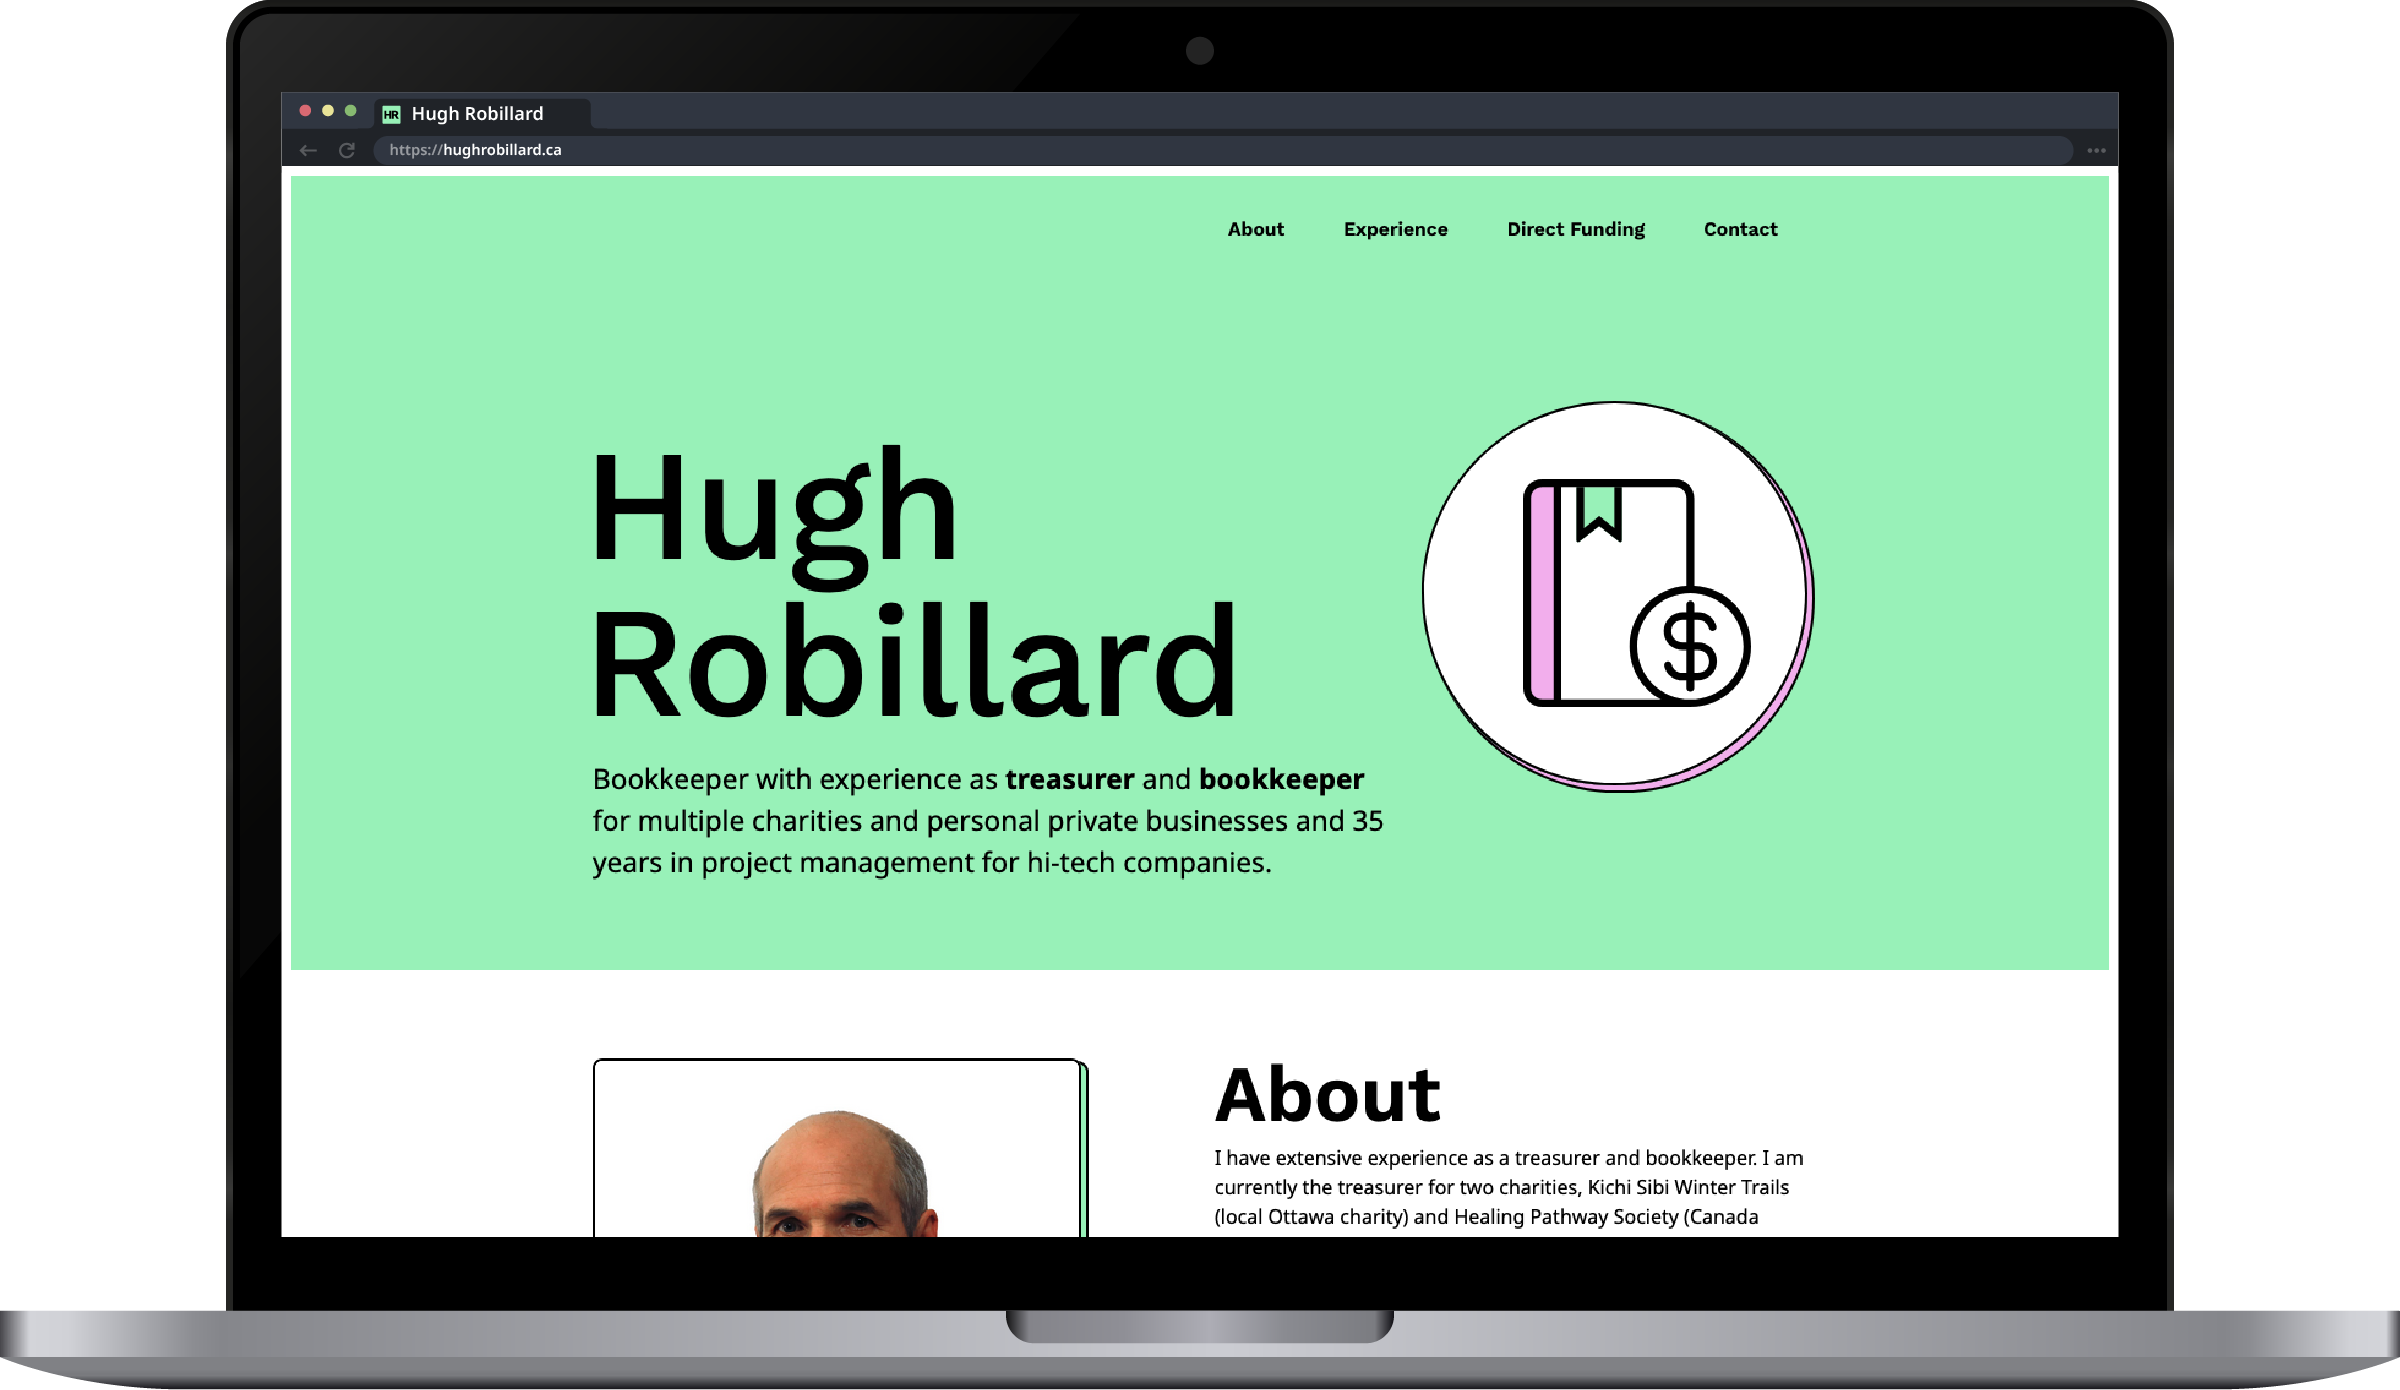 HR Hugh Robillard
https://hughrobillard.ca
About Experience Direct Funding Contact
Hugh
Robillard
$
Bookkeeper with experience as treasurer and bookkeeper
for multiple charities and personal private businesses and 35
years in project management for hi-tech companies.
About
I have extensive experience as a treasurer and bookkeeper. I am
currently the treasurer for two charities, Kichi Sibi Winter Trails
(local Ottawa charity) and Healing Pathway Society (Canada